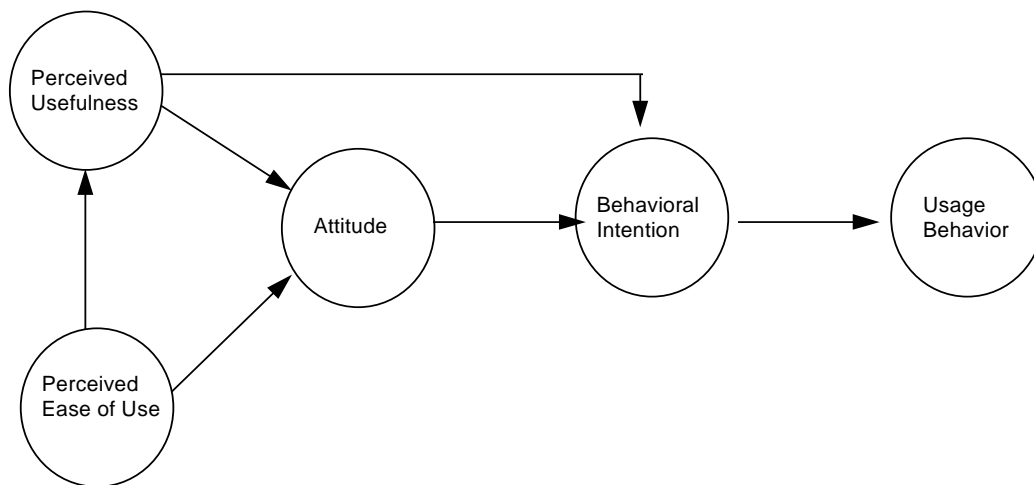 Perceived
Usefulness
Attitude
Behavioral
Intention
Usage
Behavior
Perceived
Ease of Use